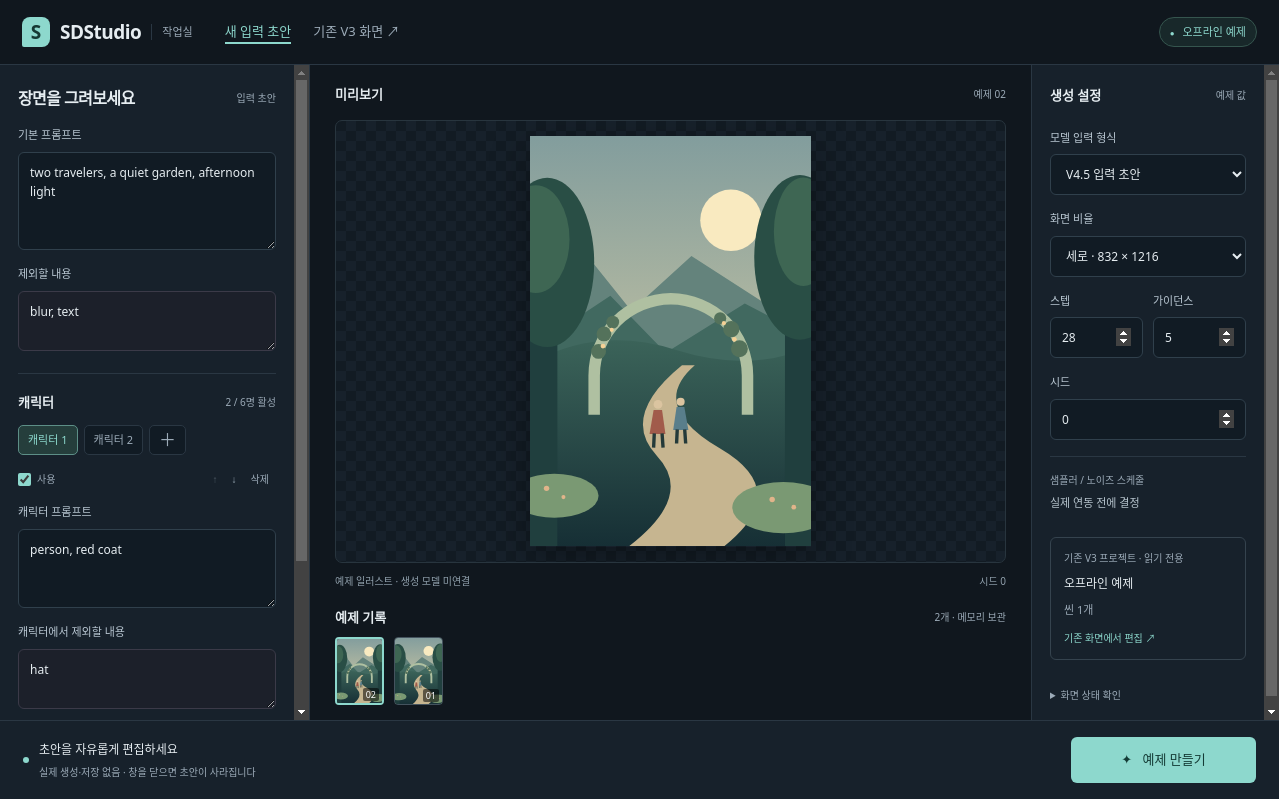 S SDStudio 작업실 새 입력 초안 기존 V3 화면 ↗ • 오프라인 예제
장면을 그려보세요 입력 초안
기본 프롬프트
two travelers, a quiet garden, afternoon
light
제외할 내용
blur, text
캐릭터 2 / 6명 활성
캐릭터 1 캐릭터 2 +
사용 ↑ ↓ 삭제
캐릭터 프롬프트
person, red coat
캐릭터에서 제외할 내용
hat
미리보기 예제 02
예제 일러스트 · 생성 모델 미연결 시드 0
예제 기록 2개 · 메모리 보관
02 01
생성 설정 예제 값
모델 입력 형식
V4.5 입력 초안
화면 비율
세로 · 832 × 1216
스텝 가이던스
28 5
시드
0
샘플러 / 노이즈 스케줄
실제 연동 전에 결정
기존 V3 프로젝트 · 읽기 전용
오프라인 예제
씬 1개
기존 화면에서 편집 ↗
▶ 화면 상태 확인
초안을 자유롭게 편집하세요
실제 생성·저장 없음 · 창을 닫으면 초안이 사라집니다
✦ 예제 만들기